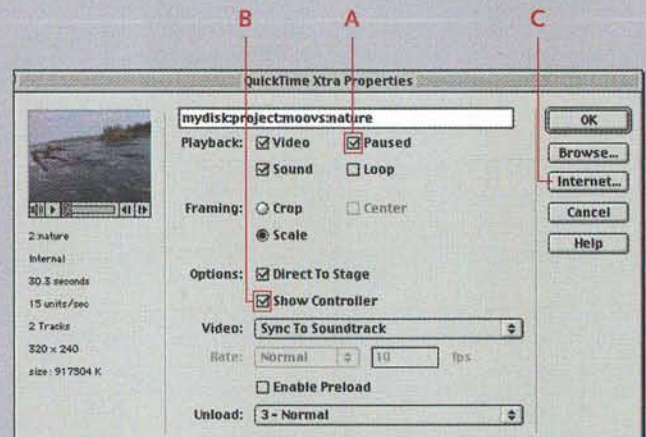 B A C
QuickTime Xtra Properties
mydisk:project:moovs:nature
Playback: Video Paused
Sound Loop
Framing: Crop Center
Scale
Options: Direct To Stage
Show Controller
Video: Sync To Soundtrack
Rate: Normal 10 fps
Enable Preload
Unload: 3 - Normal
2:nature
Internal
30.3 seconds
15 units/sec
2 Tracks
320 x 240
size: 917504 K
OK
Browse...
Internet...
Cancel
Help